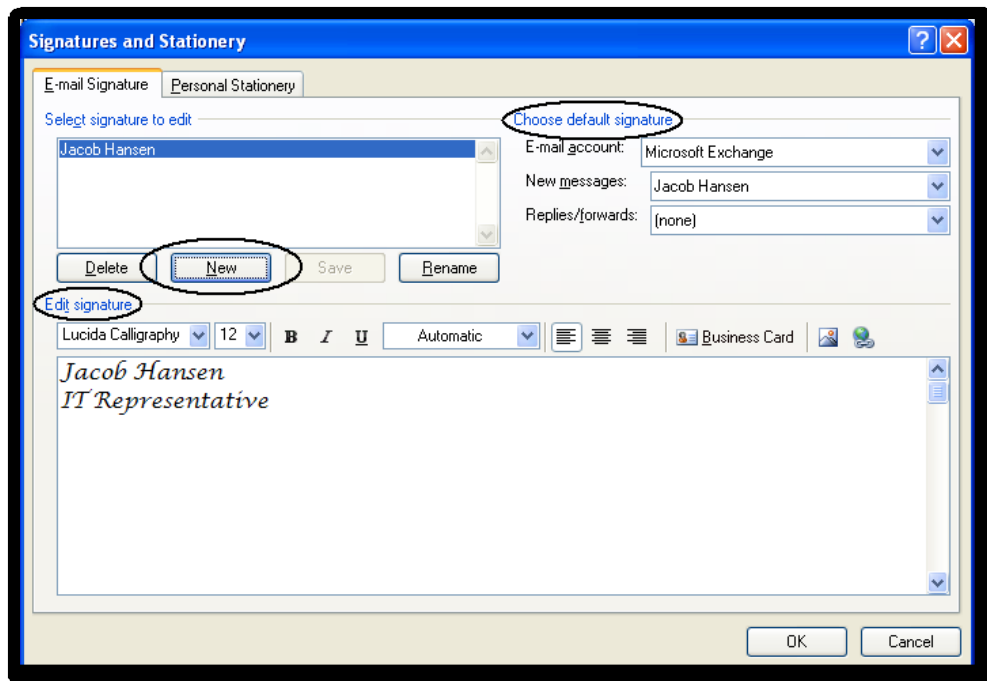 Signatures and Stationery
E-mail Signature Personal Stationery
Select signature to edit
Jacob Hansen
Choose default signature
E-mail account: Microsoft Exchange
New messages: Jacob Hansen
Replies/forwards: (none)
Delete New Save Rename
Edit signature
Lucida Calligraphy 12 B I U Automatic Business Card
Jacob Hansen
IT Representative
OK Cancel